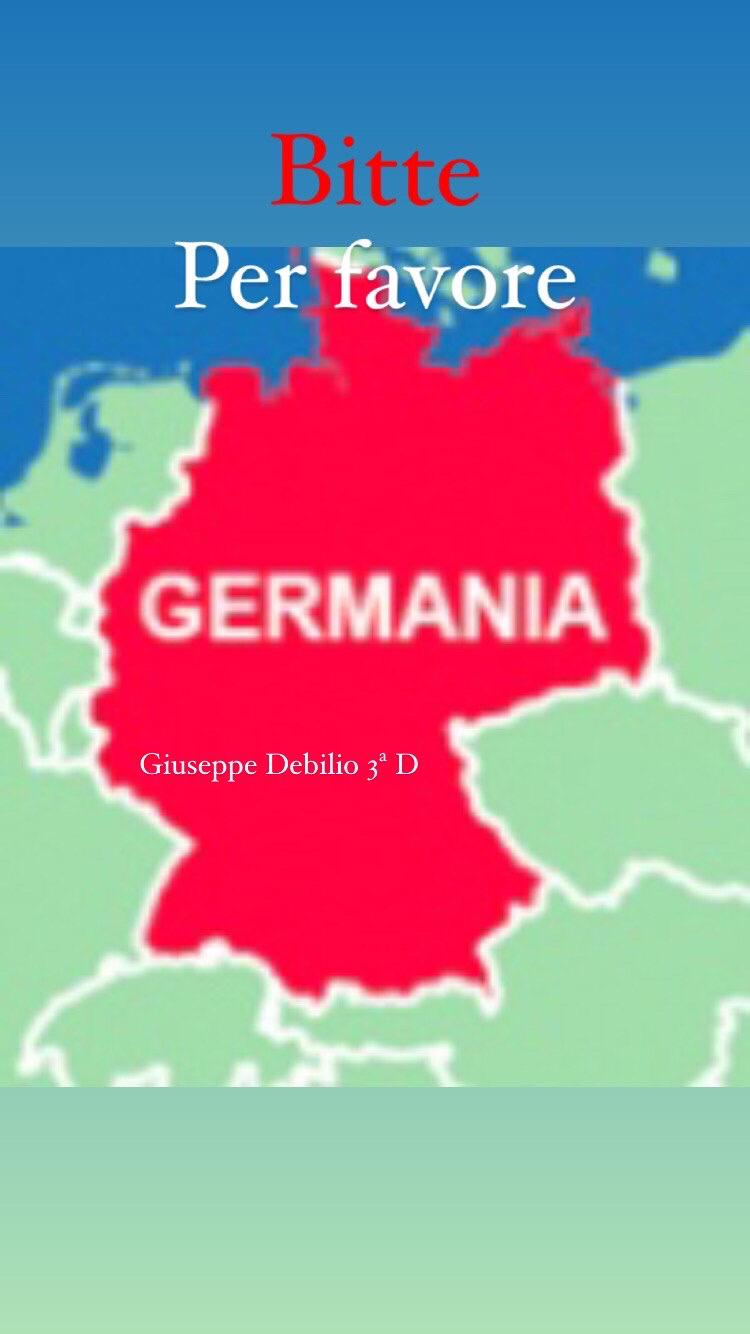 Bitte
Per favore
GERMANIA
Giuseppe Debilio 3ª D